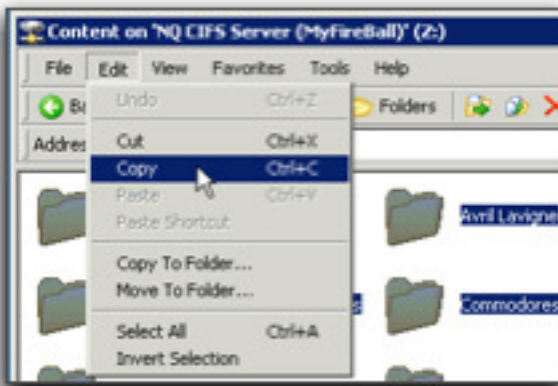 Content on 'NQ CIFS Server (MyFireBall)' (Z:)
File Edit View Favorites Tools Help
Undo Ctrl+Z
Folders
Cut Ctrl+X
Copy Ctrl+C
Paste Ctrl+V
Paste Shortcut
Avril Lavigne
Copy To Folder...
Move To Folder...
Commodores
Select All Ctrl+A
Invert Selection